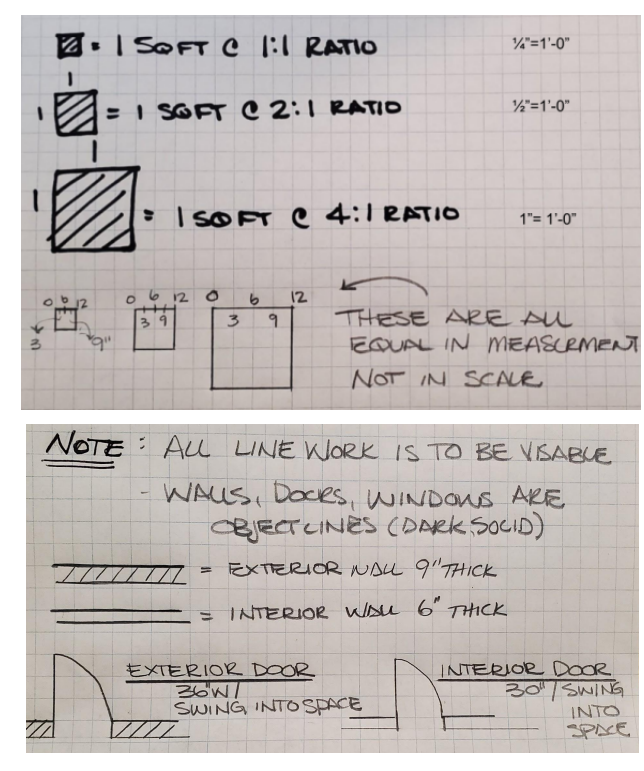 = 1 SQFT @ 1:1 RATIO
¼"=1'-0"
1
1 = 1 SQFT @ 2:1 RATIO
½"=1'-0"
1
1 = 1 SQFT @ 4:1 RATIO
1"= 1'-0"
0 6 12
3 9"
0 6 12
3 9
0 6 12
3 9
THESE ARE ALL
EQUAL IN MEASURMENT
NOT IN SCALE
NOTE : ALL LINE WORK IS TO BE VISABLE
- WALLS, DOORS, WINDOWS ARE
OBJECT LINES (DARK, SOLID)
= EXTERIOR WALL 9" THICK
= INTERIOR WALL 6" THICK
EXTERIOR DOOR
36"W/
SWING INTO SPACE
INTERIOR DOOR
30"/SWING
INTO
SPACE